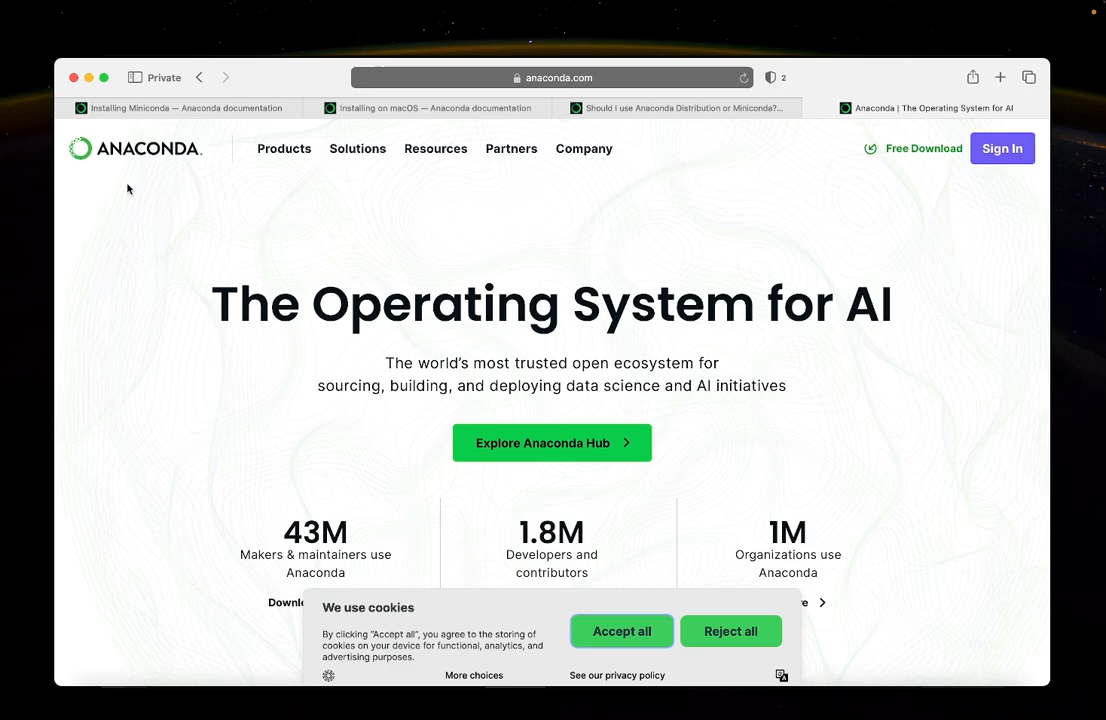 Private
anaconda.com
2
Installing Miniconda — Anaconda documentation
Installing on macOS — Anaconda documentation
Should I use Anaconda Distribution or Miniconda?...
Anaconda | The Operating System for AI
ANACONDA.
Products
Solutions
Resources
Partners
Company
Free Download
Sign In
The Operating System for AI
The world's most trusted open ecosystem for
sourcing, building, and deploying data science and AI initiatives
Explore Anaconda Hub
43M
Makers & maintainers use
Anaconda
1.8M
Developers and
contributors
1M
Organizations use
Anaconda
We use cookies
By clicking “Accept all”, you agree to the storing of
cookies on your device for functional, analytics, and
advertising purposes.
Accept all
Reject all
More choices
See our privacy policy